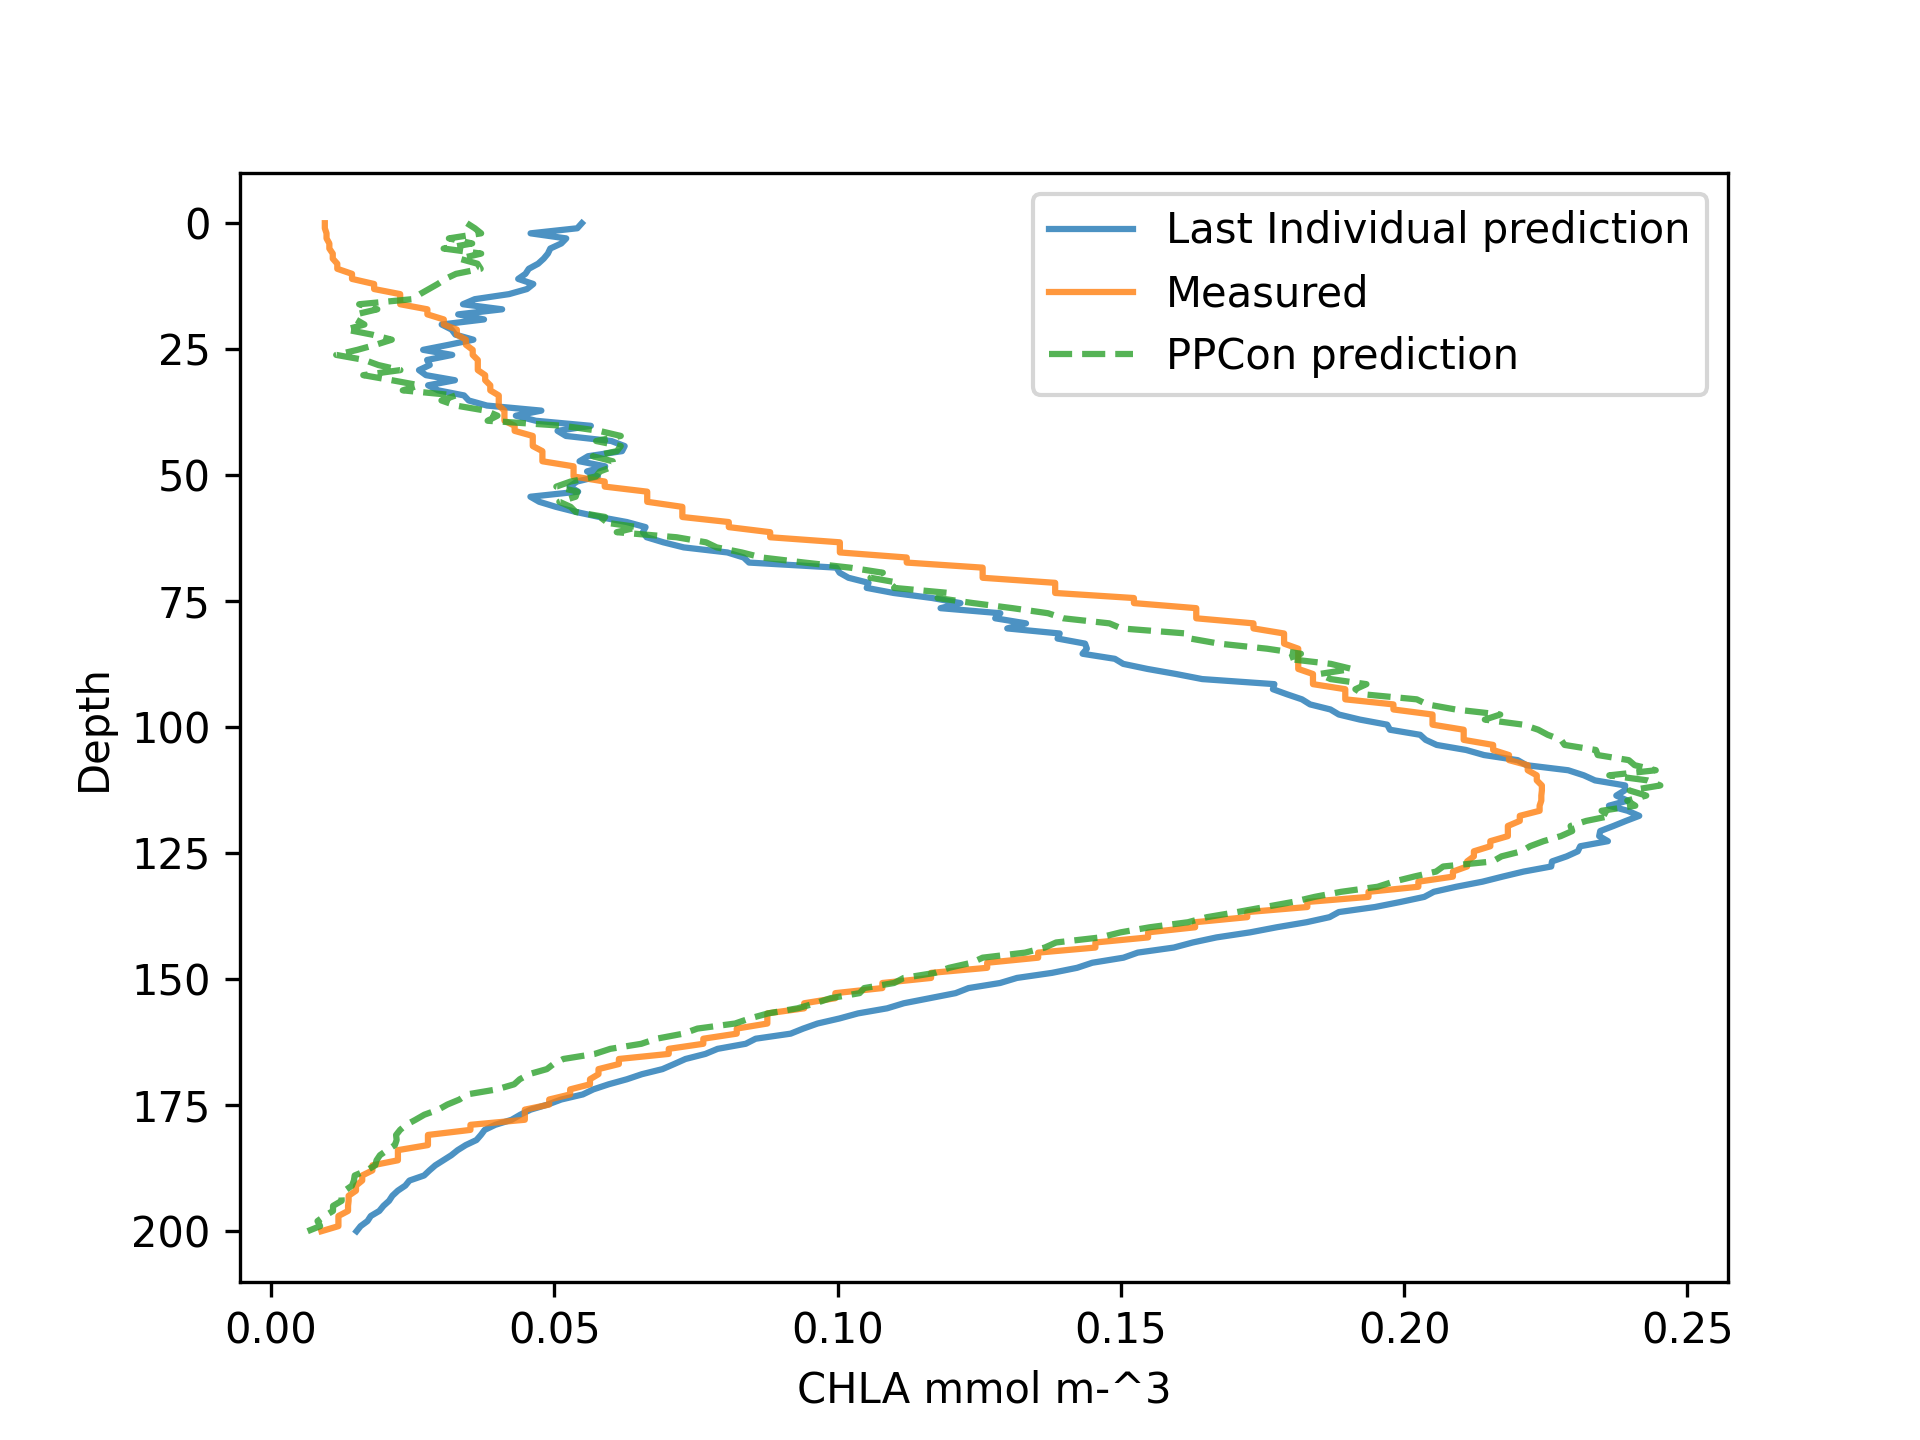 Last Individual prediction
Measured
PPCon prediction
0
25
50
75
100
125
150
175
200
Depth
0.00 0.05 0.10 0.15 0.20 0.25
CHLA mmol m-^3